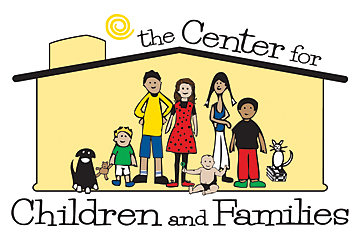 the Center for
Children and Families